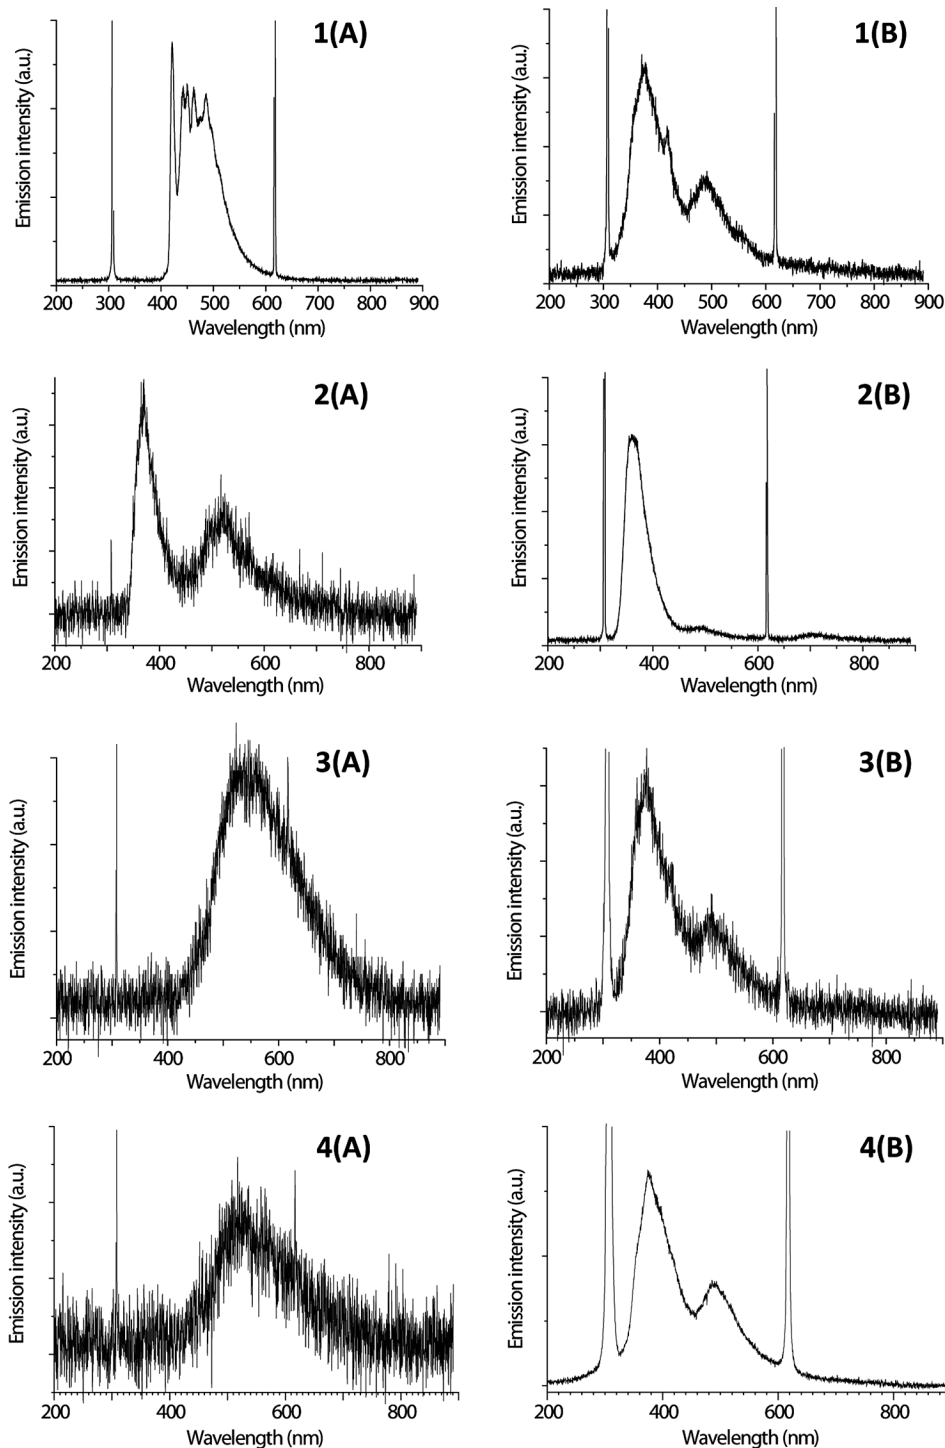 1(A)
Emission intensity (a.u.)
200 300 400 500 600 700 800 900
Wavelength (nm)
1(B)
Emission intensity (a.u.)
200 300 400 500 600 700 800 900
Wavelength (nm)
2(A)
Emission intensity (a.u.)
200 400 600 800
Wavelength (nm)
2(B)
Emission intensity (a.u.)
200 400 600 800
Wavelength (nm)
3(A)
Emission intensity (a.u.)
200 400 600 800
Wavelength (nm)
3(B)
Emission intensity (a.u.)
200 400 600 800
Wavelength (nm)
4(A)
Emission intensity (a.u.)
200 400 600 800
Wavelength (nm)
4(B)
Emission intensity (a.u.)
200 400 600 800
Wavelength (nm)